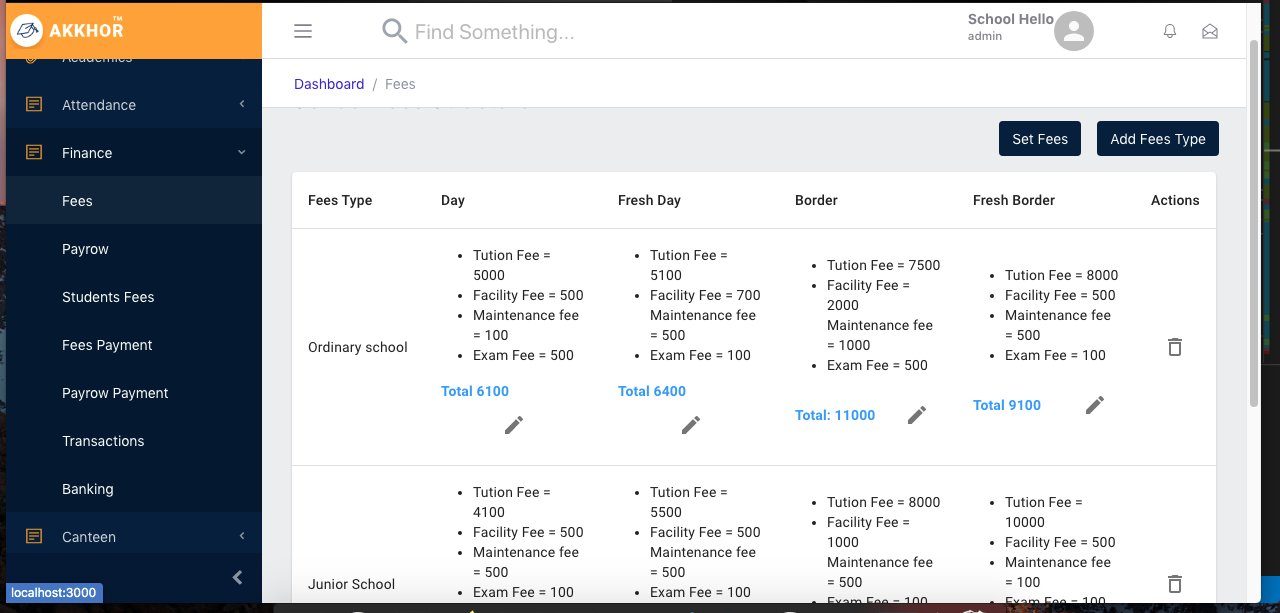 AKKHOR™
Find Something...
School Hello
admin
Dashboard / Fees
Academics
Attendance
Finance
Fees
Payrow
Students Fees
Fees Payment
Payrow Payment
Transactions
Banking
Canteen
localhost:3000
Set Fees
Add Fees Type
Fees Type Day Fresh Day Border Fresh Border Actions
Ordinary school
Tution Fee =
5000
Facility Fee = 500
Maintenance fee
= 100
Exam Fee = 500
Total 6100
Tution Fee =
5100
Facility Fee = 700
Maintenance fee
= 500
Exam Fee = 100
Total 6400
Tution Fee = 7500
Facility Fee =
2000
Maintenance fee
= 1000
Exam Fee = 500
Total: 11000
Tution Fee = 8000
Facility Fee = 500
Maintenance fee
= 500
Exam Fee = 100
Total 9100
Junior School
Tution Fee =
4100
Facility Fee = 500
Maintenance fee
= 500
Exam Fee = 100
Tution Fee =
5500
Facility Fee = 500
Maintenance fee
= 500
Exam Fee = 100
Tution Fee = 8000
Facility Fee =
1000
Maintenance fee
= 500
Exam Fee = 100
Tution Fee =
10000
Facility Fee = 500
Maintenance fee
= 100
Exam Fee = 100